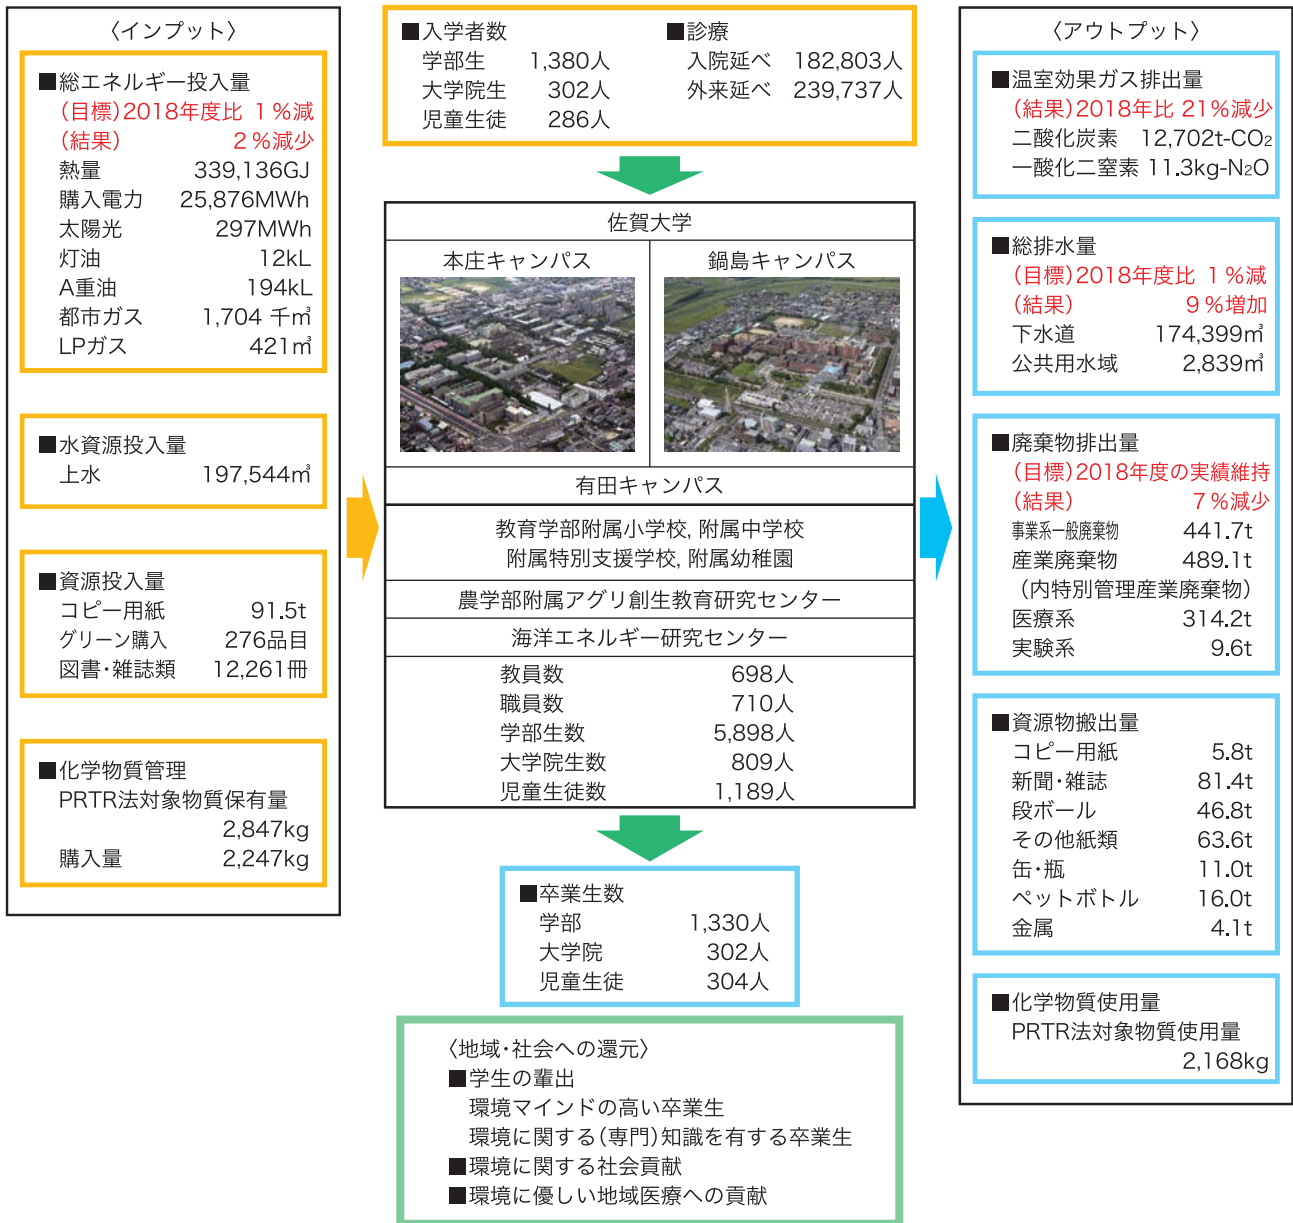 〈インプット〉
■総エネルギー投入量
(目標)2018年度比 1%減
(結果) 2%減少
熱量 339,136GJ
購入電力 25,876MWh
太陽光 297MWh
灯油 12kL
A重油 194kL
都市ガス 1,704 千㎥
LPガス 421㎥
■水資源投入量
上水 197,544㎥
■資源投入量
コピー用紙 91.5t
グリーン購入 276品目
図書・雑誌類 12,261冊
■化学物質管理
PRTR法対象物質保有量
2,847kg
購入量 2,247kg
■入学者数
学部生 1,380人
大学院生 302人
児童生徒 286人
■診療
入院延べ 182,803人
外来延べ 239,737人
佐賀大学
本庄キャンパス
鍋島キャンパス
有田キャンパス
教育学部附属小学校, 附属中学校
附属特別支援学校, 附属幼稚園
農学部附属アグリ創生教育研究センター
海洋エネルギー研究センター
教員数 698人
職員数 710人
学部生数 5,898人
大学院生数 809人
児童生徒数 1,189人
■卒業生数
学部 1,330人
大学院 302人
児童生徒 304人
〈地域・社会への還元〉
■学生の輩出
環境マインドの高い卒業生
環境に関する(専門)知識を有する卒業生
■環境に関する社会貢献
■環境に優しい地域医療への貢献
〈アウトプット〉
■温室効果ガス排出量
(結果)2018年比 21%減少
二酸化炭素 12,702t-CO₂
一酸化二窒素 11.3kg-N₂O
■総排水量
(目標)2018年度比 1%減
(結果) 9%増加
下水道 174,399㎥
公共用水域 2,839㎥
■廃棄物排出量
(目標)2018年度の実績維持
(結果) 7%減少
事業系一般廃棄物 441.7t
産業廃棄物 489.1t
(内特別管理産業廃棄物)
医療系 314.2t
実験系 9.6t
■資源物搬出量
コピー用紙 5.8t
新聞・雑誌 81.4t
段ボール 46.8t
その他紙類 63.6t
缶・瓶 11.0t
ペットボトル 16.0t
金属 4.1t
■化学物質使用量
PRTR法対象物質使用量
2,168kg